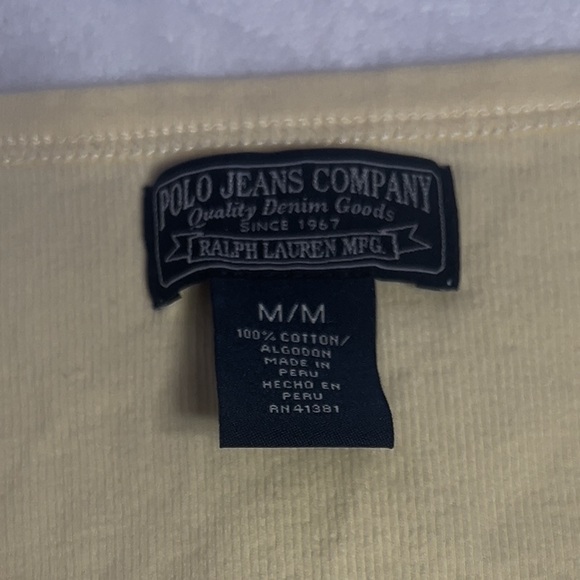 POLO JEANS COMPANY
Quality Denim Goods
SINCE 1967
RALPH LAUREN MFG.
M/M
100% COTTON/
ALGODON
MADE IN
PERU
HECHO EN
PERU
RN 41381